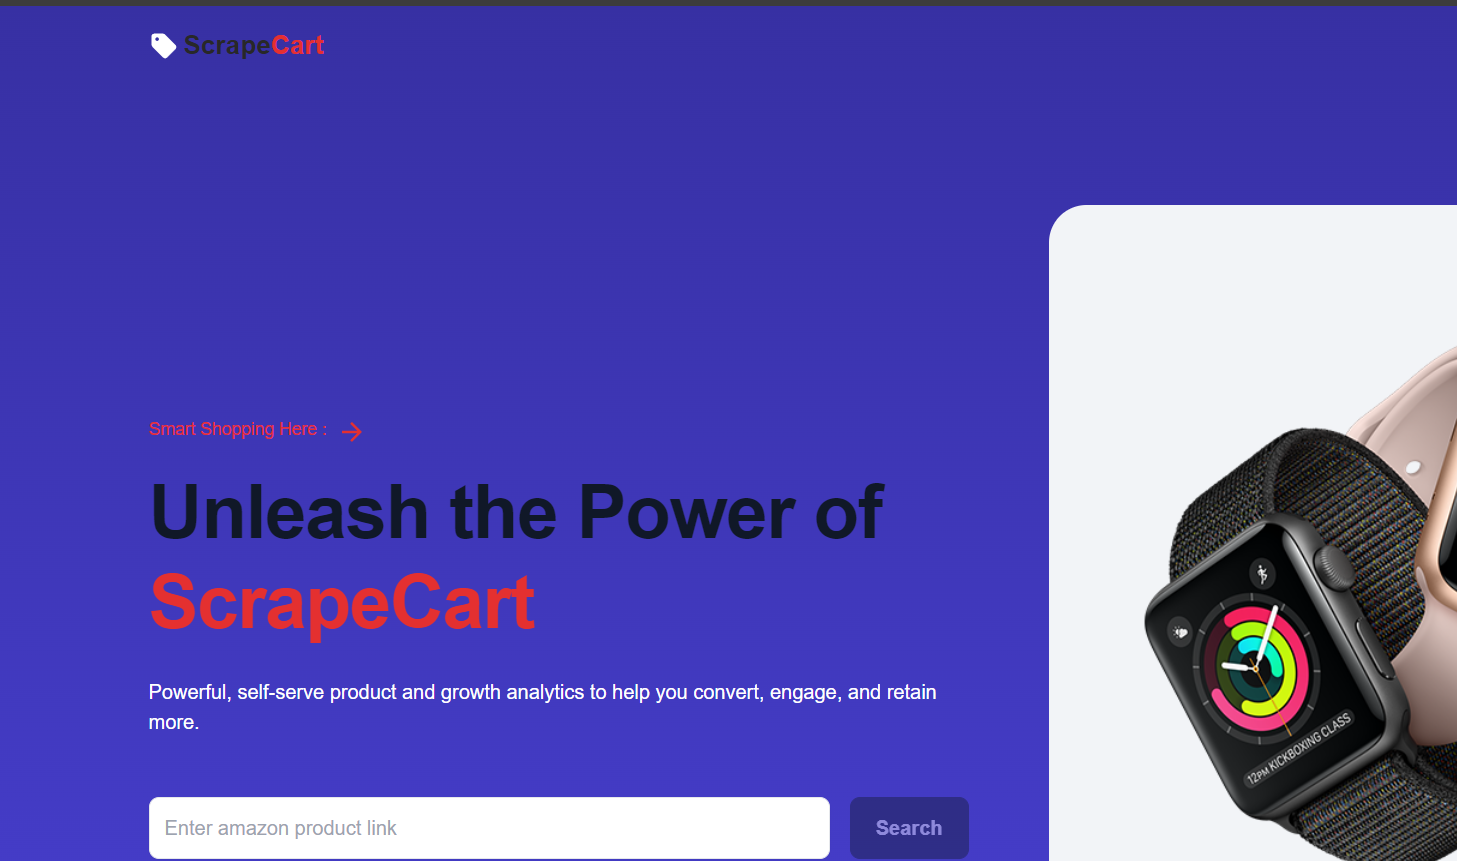 ScrapeCart
Smart Shopping Here :
Unleash the Power of
ScrapeCart
Powerful, self-serve product and growth analytics to help you convert, engage, and retain
more.
Enter amazon product link
Search
12PM KICKBOXING CLASS